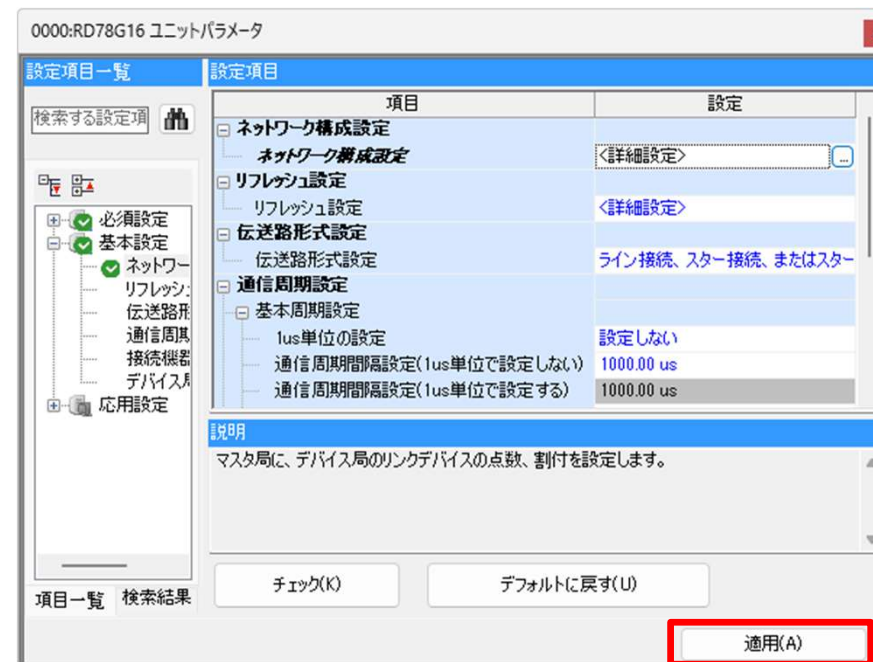 0000:RD78G16 ユニットパラメータ
設定項目一覧
検索する設定項
必須設定
基本設定
ネットワー
リフレッシ
伝送路形
通信周期
接続機器
デバイス局
応用設定
項目一覧 検索結果
設定項目
項目 設定
ネットワーク構成設定
ネットワーク構成設定 <詳細設定>
リフレッシュ設定
リフレッシュ設定 <詳細設定>
伝送路形式設定
伝送路形式設定 ライン接続、スター接続、またはスター
通信周期設定
基本周期設定
1us単位の設定 設定しない
通信周期間隔設定(1us単位で設定しない) 1000.00 us
通信周期間隔設定(1us単位で設定する) 1000.00 us
説明
マスタ局に、デバイス局のリンクデバイスの点数、割付を設定します。
チェック(K) デフォルトに戻す(U)
適用(A)